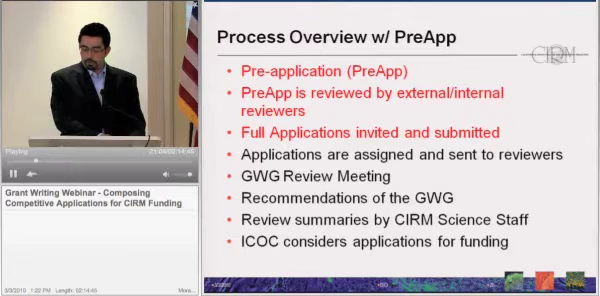 Process Overview w/ PreApp
CIRM
• Pre-application (PreApp)
• PreApp is reviewed by external/internal
reviewers
• Full Applications invited and submitted
• Applications are assigned and sent to reviewers
• GWG Review Meeting
• Recommendations of the GWG
• Review summaries by CIRM Science Staff
• ICOC considers applications for funding
Playing
Grant Writing Webinar - Composing
Competitive Applications for CIRM Funding
1:22 PM Length: 02:14:45
More...